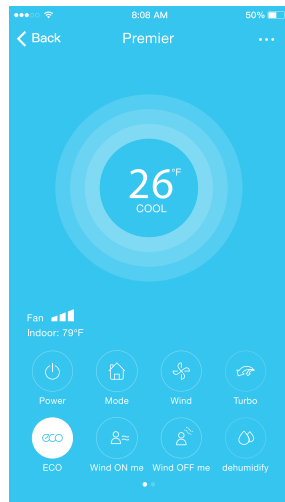 8:08 AM 50%
Back Premier
26°F
COOL
Fan
Indoor: 79°F
Power Mode Wind Turbo
eco
ECO Wind ON me Wind OFF me dehumidify